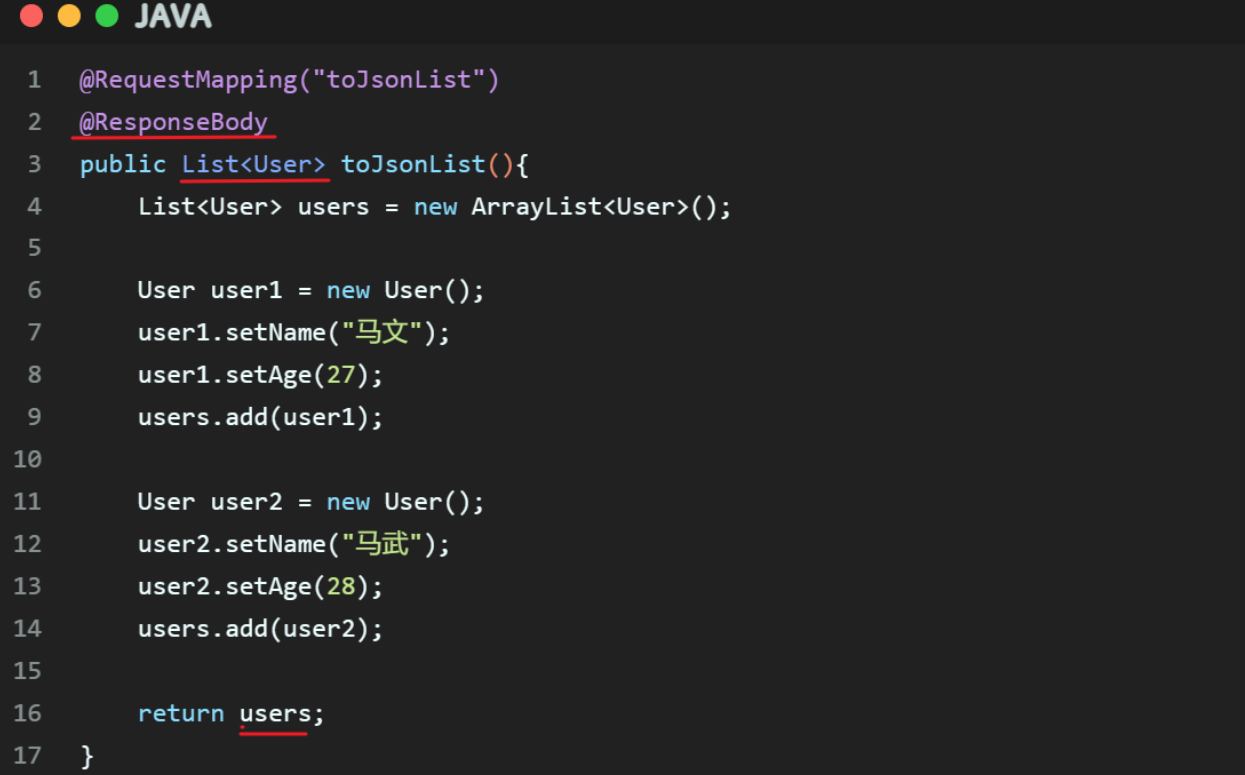 JAVA
1 @RequestMapping("toJsonList")
2 @ResponseBody
3 public List<User> toJsonList(){
4     List<User> users = new ArrayList<User>();
5
6     User user1 = new User();
7     user1.setName("马文");
8     user1.setAge(27);
9     users.add(user1);
10
11     User user2 = new User();
12     user2.setName("马武");
13     user2.setAge(28);
14     users.add(user2);
15
16     return users;
17 }